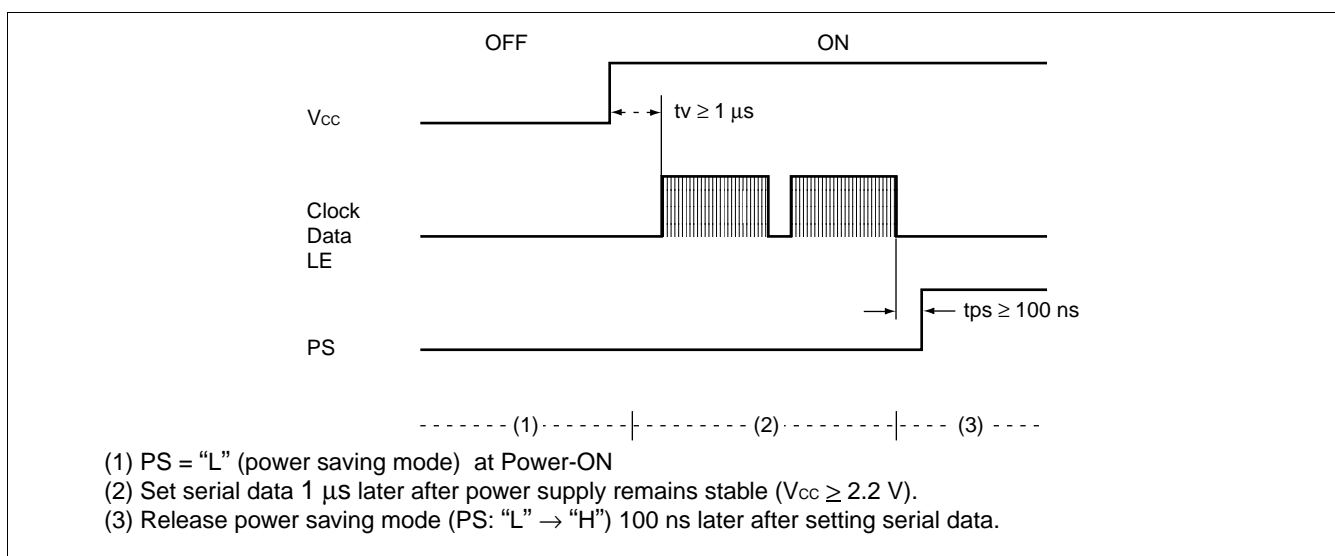 OFF ON
Vcc
tv ≥ 1 μs
Clock
Data
LE
tps ≥ 100 ns
PS
(1) (2) (3)
(1) PS = “L” (power saving mode) at Power-ON
(2) Set serial data 1 μs later after power supply remains stable (Vcc ≥ 2.2 V).
(3) Release power saving mode (PS: “L” → “H”) 100 ns later after setting serial data.